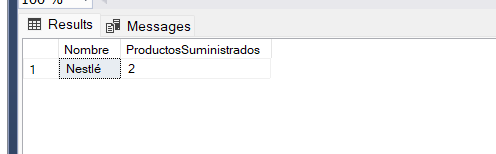 100 %
Results Messages
Nombre ProductosSuministrados
1 Nestlé 2